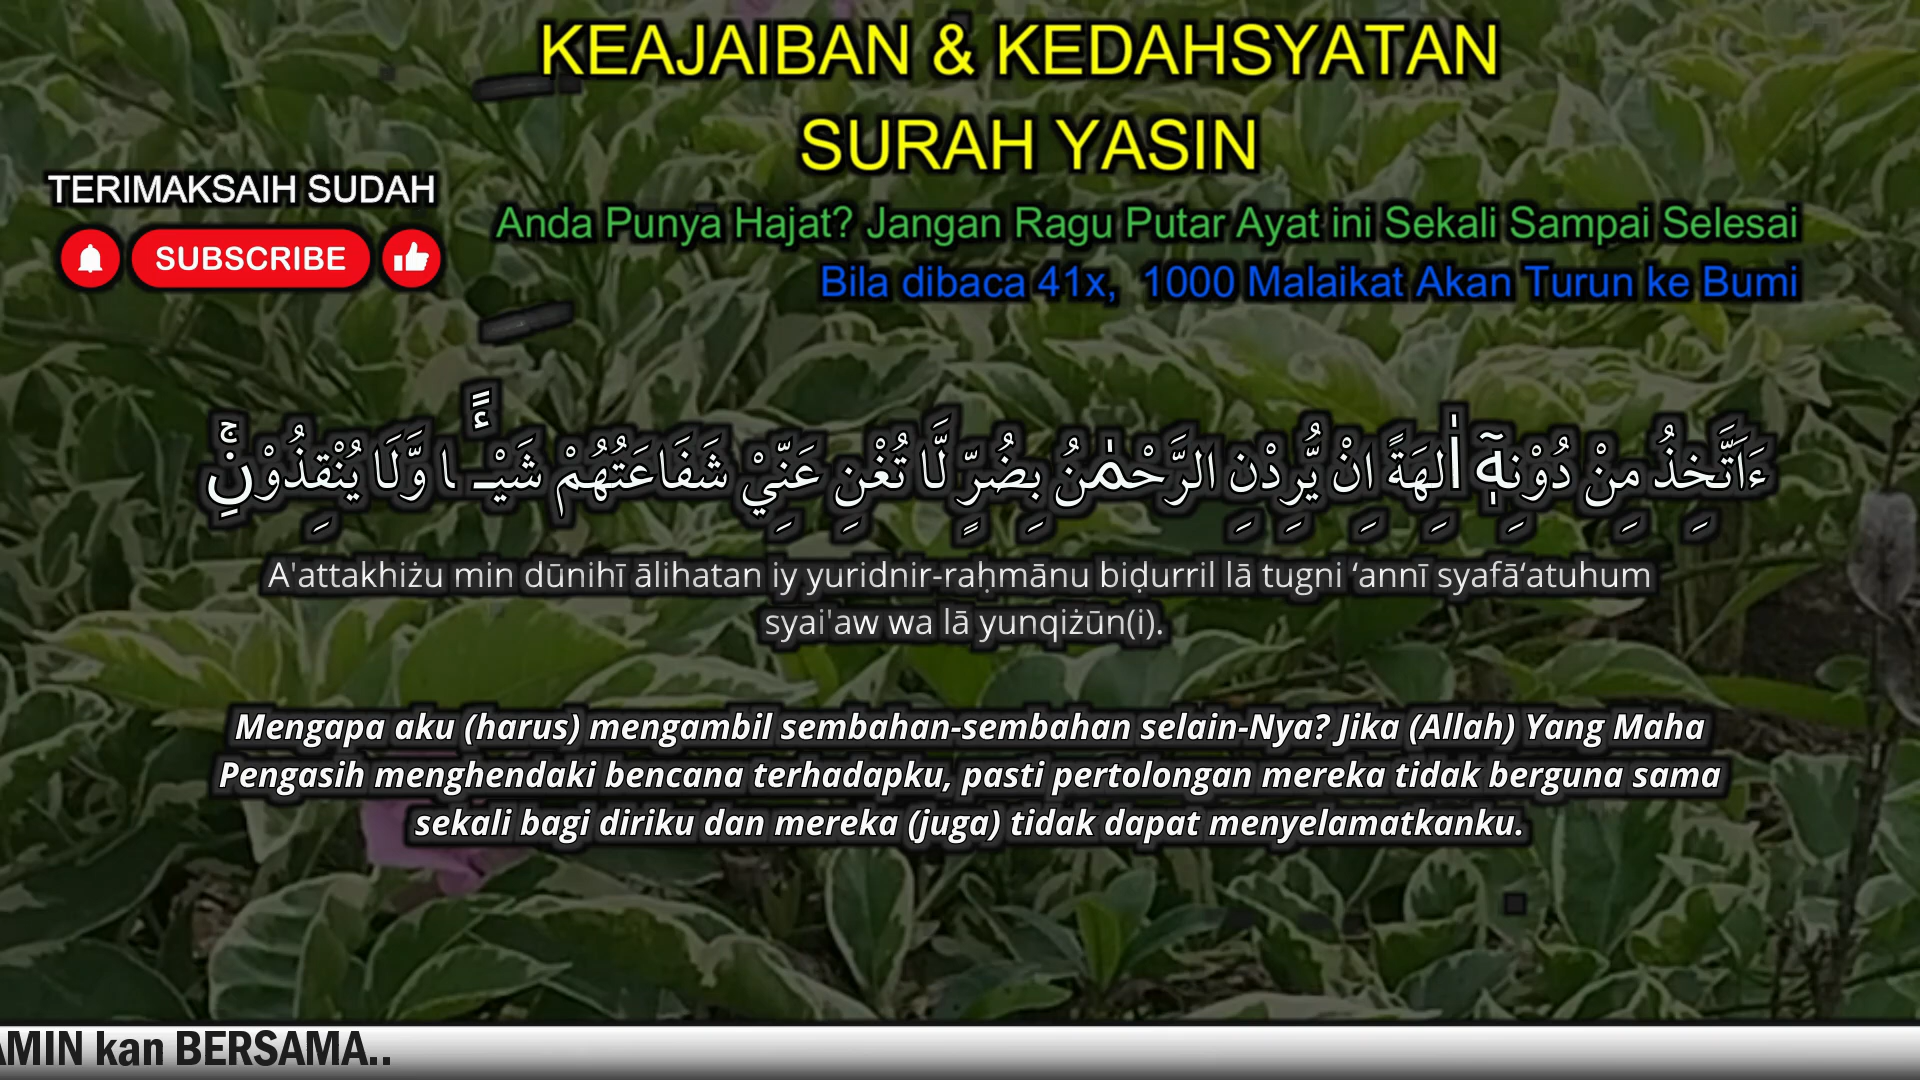 KEAJAIBAN & KEDAHSYATAN
SURAH YASIN
TERIMAKSAIH SUDAH
SUBSCRIBE
Anda Punya Hajat? Jangan Ragu Putar Ayat ini Sekali Sampai Selesai
Bila dibaca 41x, 1000 Malaikat Akan Turun ke Bumi
ءَاَتَّخِذُ مِنْ دُوْنِهٖٓ اٰلِهَةً اِنْ يُّرِدْنِ الرَّحْمٰنُ بِضُرٍّ لَّا تُغْنِ عَنِّيْ شَفَاعَتُهُمْ شَيْـًٔا وَّلَا يُنْقِذُوْنِۚ
A'attakhiżu min dūnihī ālihatan iy yuridnir-raḥmānu biḍurril lā tugni ‘annī syafā‘atuhum
syai'aw wa lā yunqiżūn(i).
Mengapa aku (harus) mengambil sembahan-sembahan selain-Nya? Jika (Allah) Yang Maha
Pengasih menghendaki bencana terhadapku, pasti pertolongan mereka tidak berguna sama
sekali bagi diriku dan mereka (juga) tidak dapat menyelamatkanku.
AMIN kan BERSAMA..